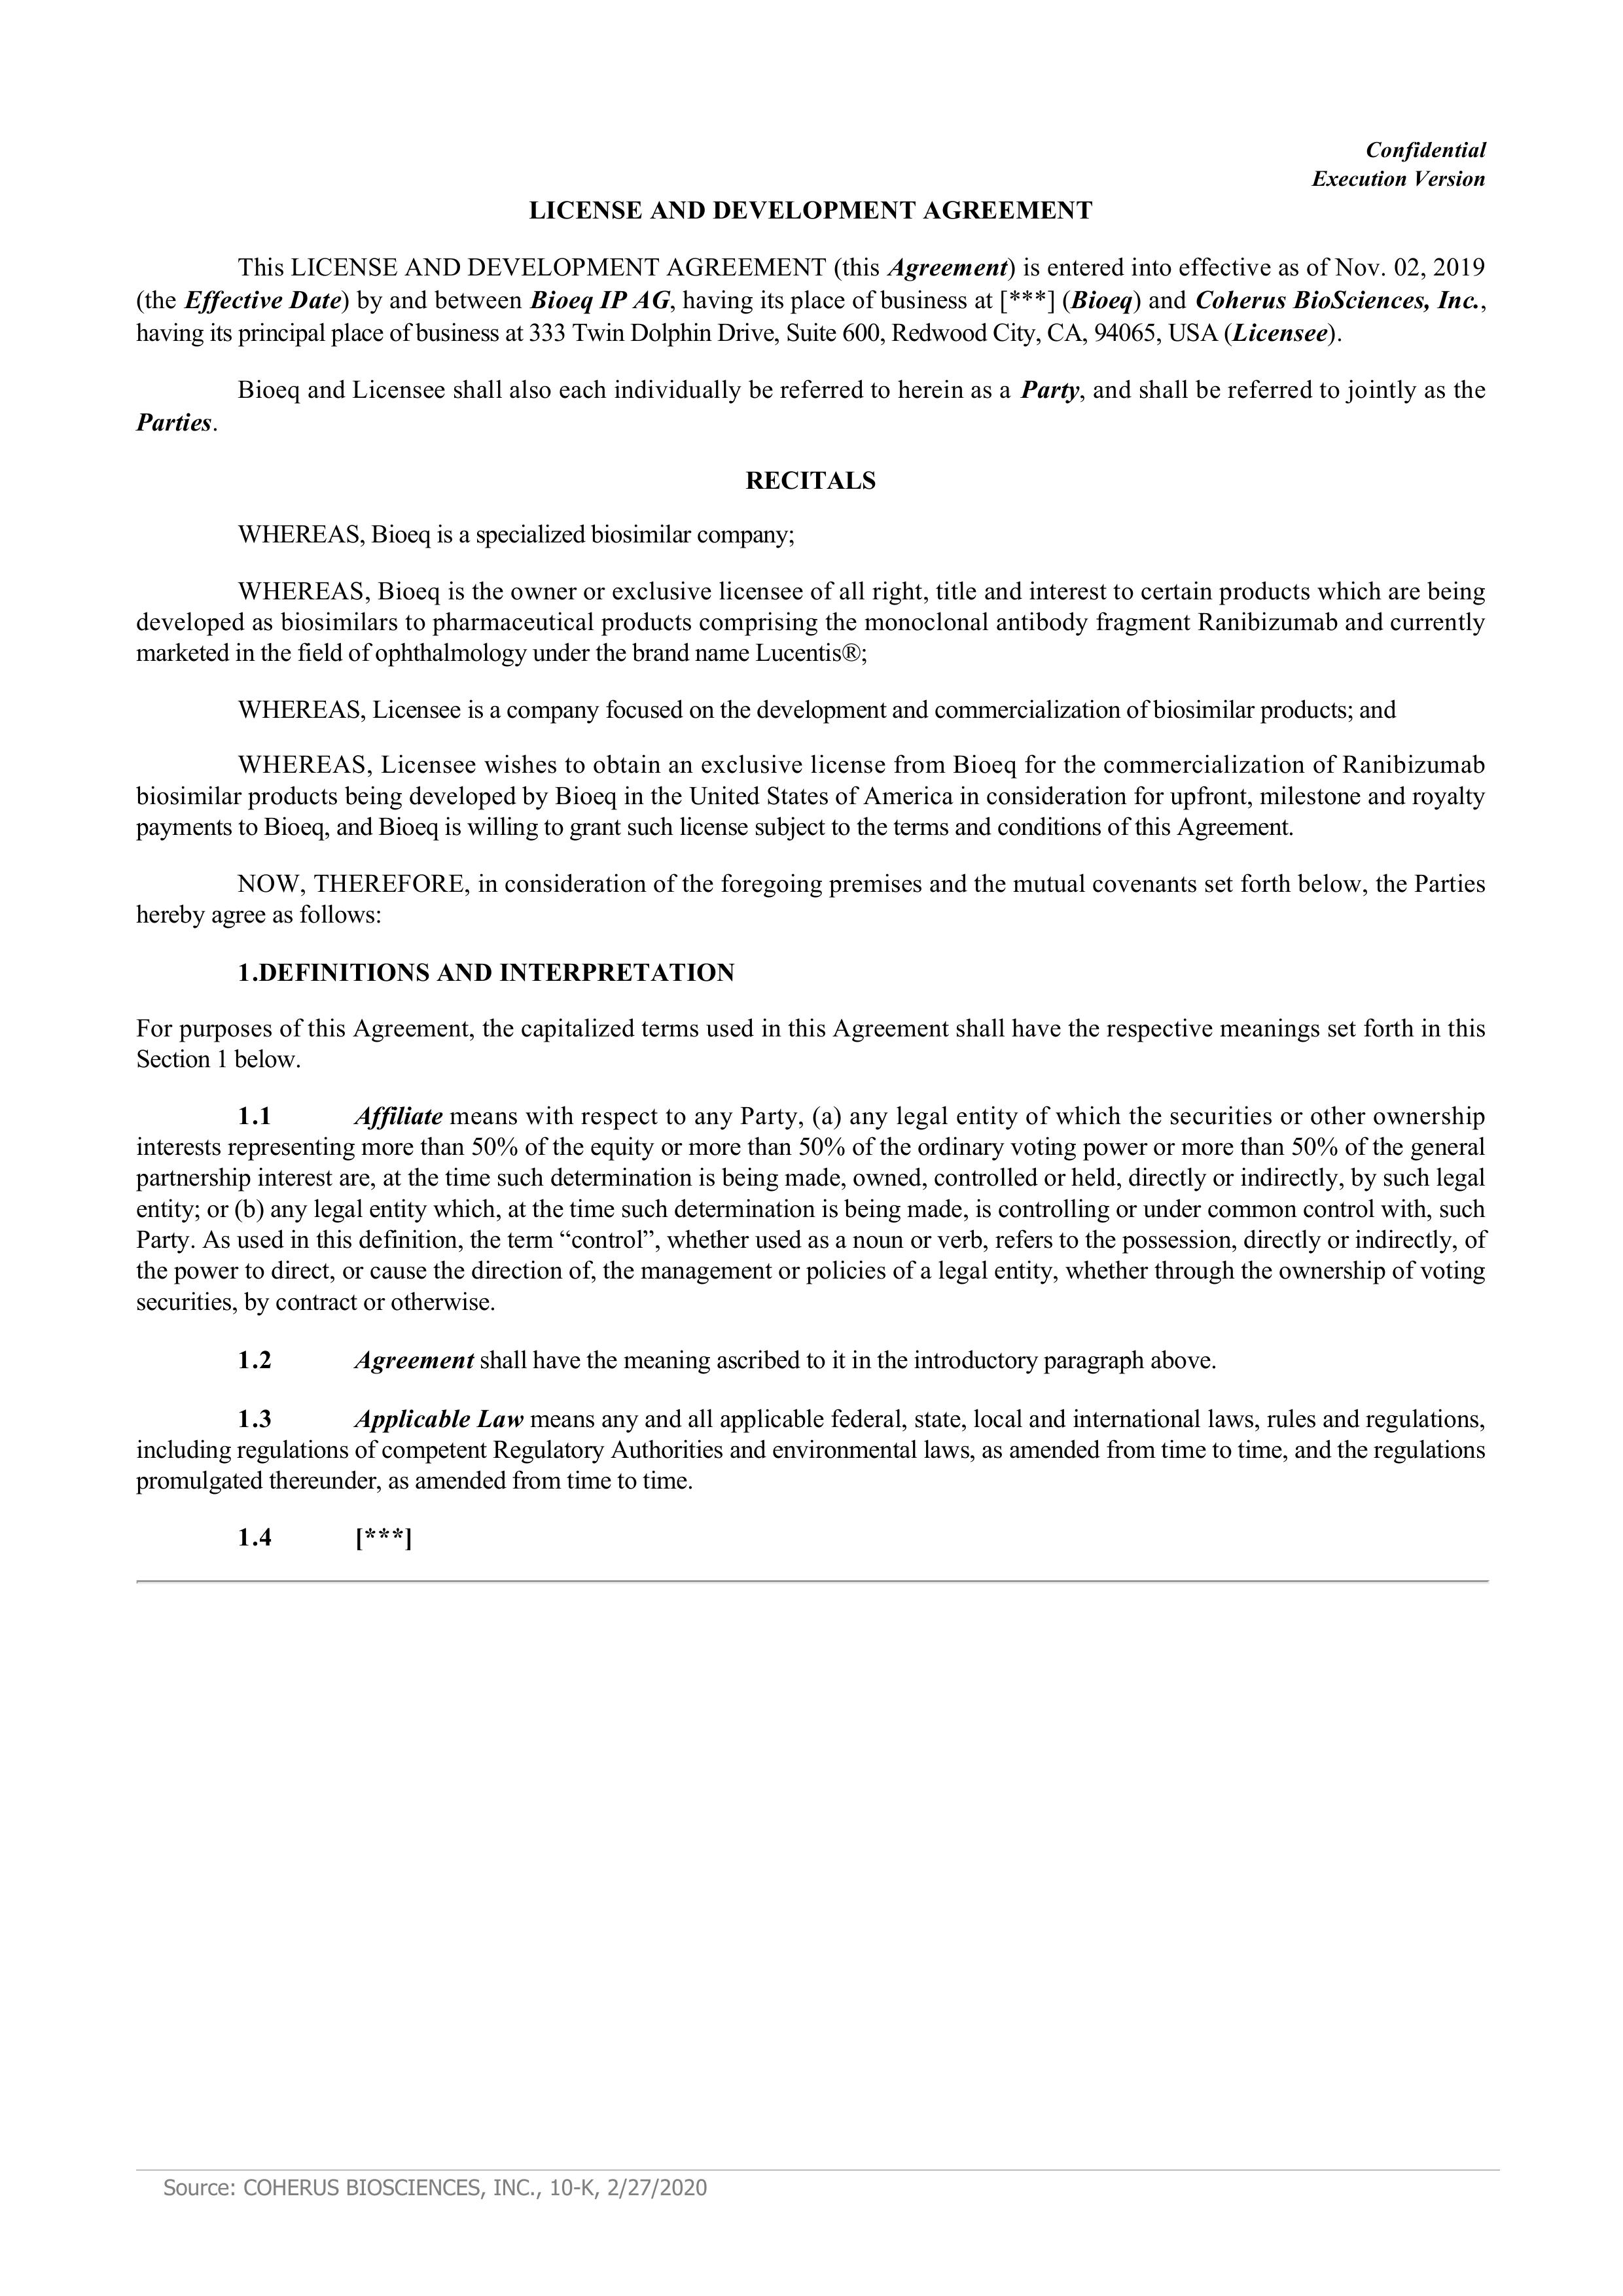 Confidential
Execution Version
LICENSE AND DEVELOPMENT AGREEMENT
This LICENSE AND DEVELOPMENT AGREEMENT (this Agreement) is entered into effective as of Nov. 02, 2019
(the Effective Date) by and between Bioeq IP AG, having its place of business at [***] (Bioeq) and Coherus BioSciences, Inc.,
having its principal place of business at 333 Twin Dolphin Drive, Suite 600, Redwood City, CA, 94065, USA (Licensee).
Bioeq and Licensee shall also each individually be referred to herein as a Party, and shall be referred to jointly as the
Parties.
RECITALS
WHEREAS, Bioeq is a specialized biosimilar company;
WHEREAS, Bioeq is the owner or exclusive licensee of all right, title and interest to certain products which are being
developed as biosimilars to pharmaceutical products comprising the monoclonal antibody fragment Ranibizumab and currently
marketed in the field of ophthalmology under the brand name Lucentis®;
WHEREAS, Licensee is a company focused on the development and commercialization of biosimilar products; and
WHEREAS, Licensee wishes to obtain an exclusive license from Bioeq for the commercialization of Ranibizumab
biosimilar products being developed by Bioeq in the United States of America in consideration for upfront, milestone and royalty
payments to Bioeq, and Bioeq is willing to grant such license subject to the terms and conditions of this Agreement.
NOW, THEREFORE, in consideration of the foregoing premises and the mutual covenants set forth below, the Parties
hereby agree as follows:
1.DEFINITIONS AND INTERPRETATION
For purposes of this Agreement, the capitalized terms used in this Agreement shall have the respective meanings set forth in this
Section 1 below.
1.1 Affiliate means with respect to any Party, (a) any legal entity of which the securities or other ownership
interests representing more than 50% of the equity or more than 50% of the ordinary voting power or more than 50% of the general
partnership interest are, at the time such determination is being made, owned, controlled or held, directly or indirectly, by such legal
entity; or (b) any legal entity which, at the time such determination is being made, is controlling or under common control with, such
Party. As used in this definition, the term “control”, whether used as a noun or verb, refers to the possession, directly or indirectly, of
the power to direct, or cause the direction of, the management or policies of a legal entity, whether through the ownership of voting
securities, by contract or otherwise.
1.2 Agreement shall have the meaning ascribed to it in the introductory paragraph above.
1.3 Applicable Law means any and all applicable federal, state, local and international laws, rules and regulations,
including regulations of competent Regulatory Authorities and environmental laws, as amended from time to time, and the regulations
promulgated thereunder, as amended from time to time.
1.4 [***]
Source: COHERUS BIOSCIENCES, INC., 10-K, 2/27/2020